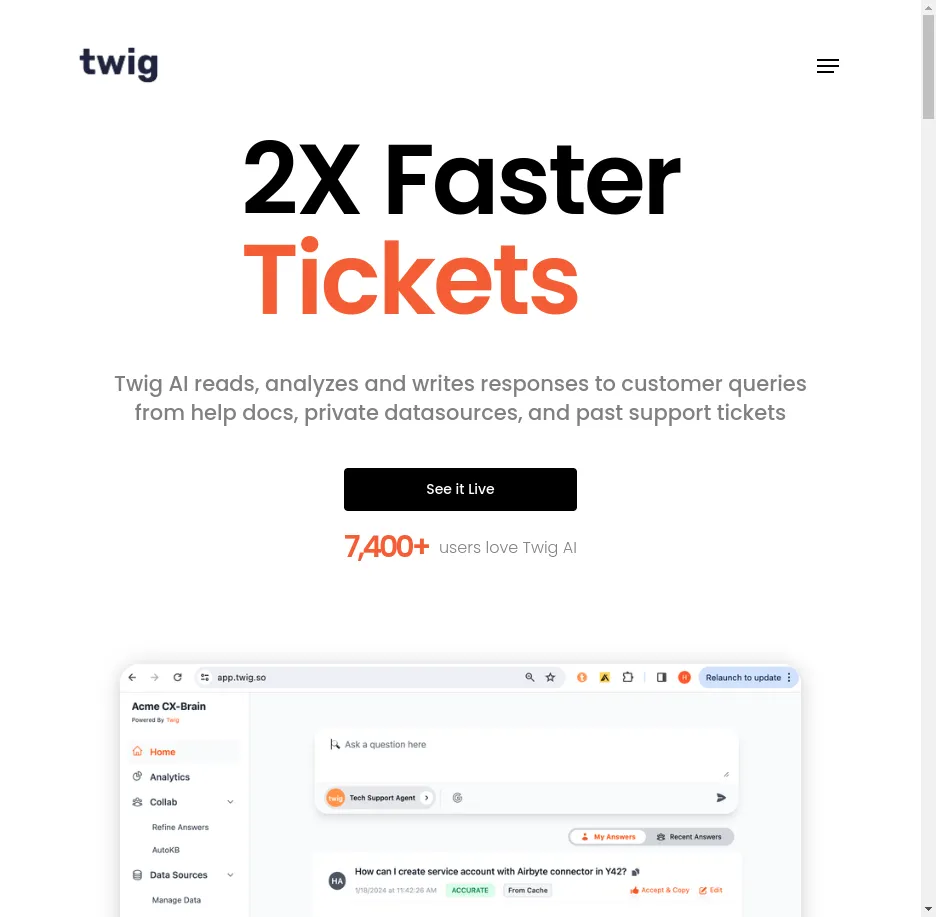 twig
2X Faster
Tickets
Twig AI reads, analyzes and writes responses to customer queries
from help docs, private datasources, and past support tickets
See it Live
7,400+ users love Twig AI
app.twig.so
Relaunch to update
Acme CX-Brain
Powered By Twig
Home
Analytics
Collab
Refine Answers
AutoKB
Data Sources
Manage Data
Ask a question here
twig Tech Support Agent
My Answers Recent Answers
HA
How can I create service account with Airbyte connector in Y42?
1/18/2024 at 11:42:26 AM ACCURATE From Cache Accept & Copy Edit